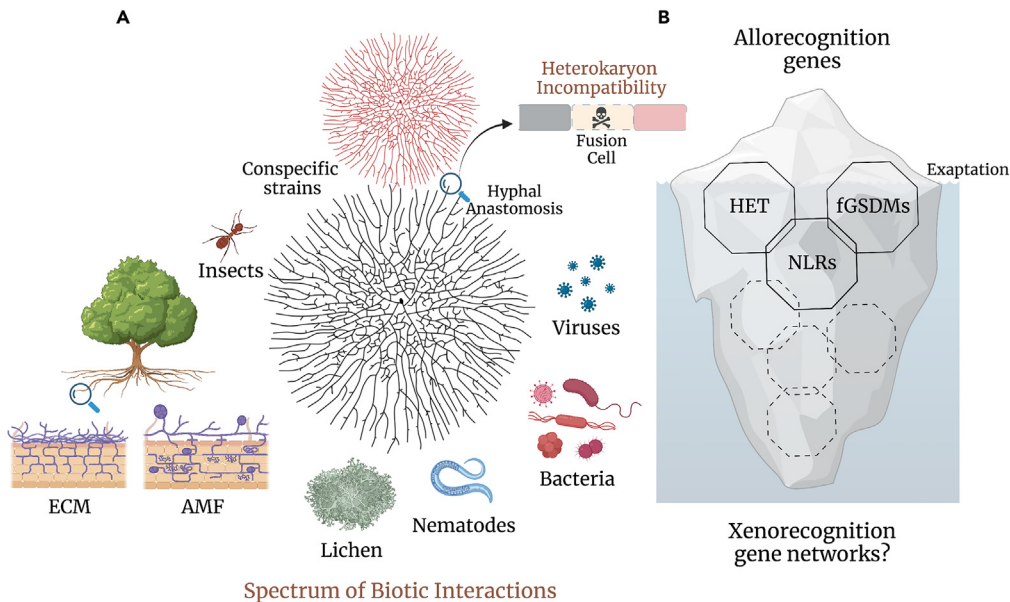 A
Heterokaryon
Incompatibility
Fusion
Cell
Conspecific
strains
Hyphal
Anastomosis
Insects
Viruses
Bacteria
ECM
AMF
Nematodes
Lichen
Spectrum of Biotic Interactions
B
Allorecognition
genes
Exaptation
HET
fGSDMs
NLRs
Xenorecognition
gene networks?